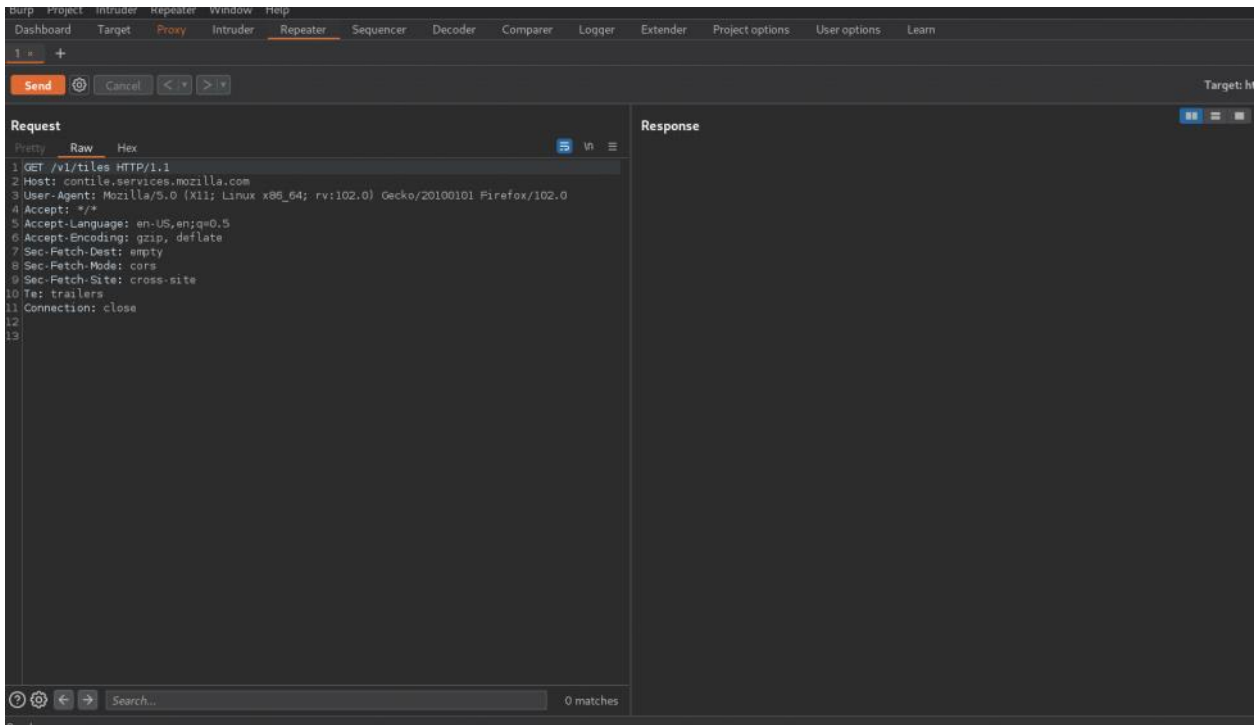 Burp Project Intruder Repeater Window Help
Dashboard Target Proxy Intruder Repeater Sequencer Decoder Comparer Logger Extender Project options User options Learn
1 × +
Send Cancel < >
Target: ht
Request
Response
Pretty Raw Hex
\n
1 GET /v1/tiles HTTP/1.1
2 Host: contile.services.mozilla.com
3 User-Agent: Mozilla/5.0 (X11; Linux x86_64; rv:102.0) Gecko/20100101 Firefox/102.0
4 Accept: */*
5 Accept-Language: en-US,en;q=0.5
6 Accept-Encoding: gzip, deflate
7 Sec-Fetch-Dest: empty
8 Sec-Fetch-Mode: cors
9 Sec-Fetch-Site: cross-site
10 Te: trailers
11 Connection: close
12
13
Search... 0 matches